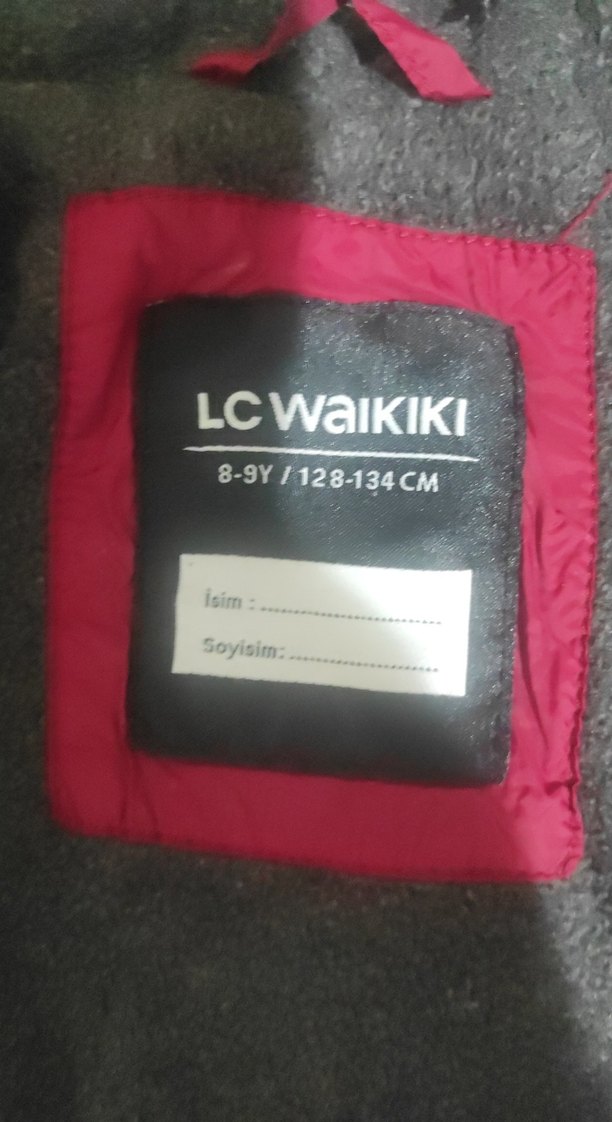 LC WAIKIKI
8-9Y / 128-134 CM
İsim : ........................................
Soyisim: .................................